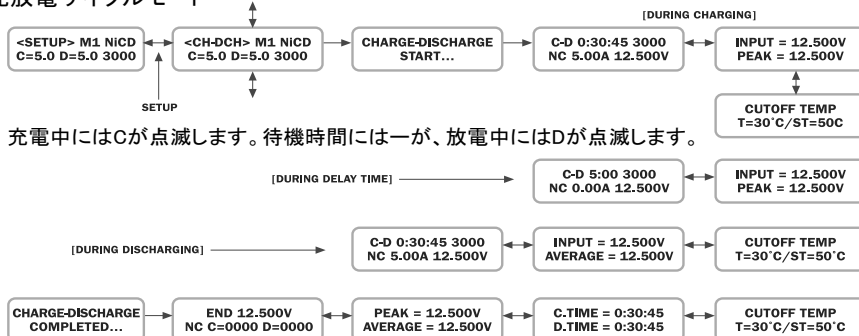 充放電サイクルモード
[DURING CHARGING]
<SETUP> M1 NiCD
C=5.0 D=5.0 3000
<CH-DCH> M1 NiCD
C=5.0 D=5.0 3000
CHARGE-DISCHARGE
START...
C-D 0:30:45 3000
NC 5.00A 12.500V
INPUT = 12.500V
PEAK = 12.500V
SETUP
CUTOFF TEMP
T=30°C/ST=50C
充電中にはCが点滅します。待機時間には一が、放電中にはDが点滅します。
[DURING DELAY TIME]
C-D 5:00 3000
NC 0.00A 12.500V
INPUT = 12.500V
PEAK = 12.500V
[DURING DISCHARGING]
C-D 0:30:45 3000
NC 5.00A 12.500V
INPUT = 12.500V
AVERAGE = 12.500V
CUTOFF TEMP
T=30°C/ST=50°C
CHARGE-DISCHARGE
COMPLETED...
END 12.500V
NC C=0000 D=0000
PEAK = 12.500V
AVERAGE = 12.500V
C.TIME = 0:30:45
D.TIME = 0:30:45
CUTOFF TEMP
T=30°C/ST=50°C